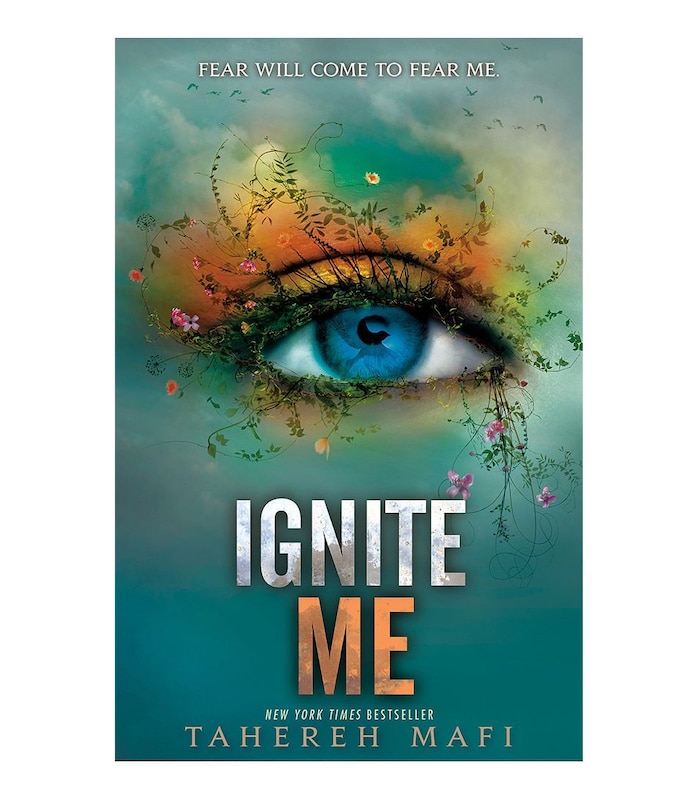 FEAR WILL COME TO FEAR ME.
IGNITE
ME
NEW YORK TIMES BESTSELLER
TAHEREH MAFI